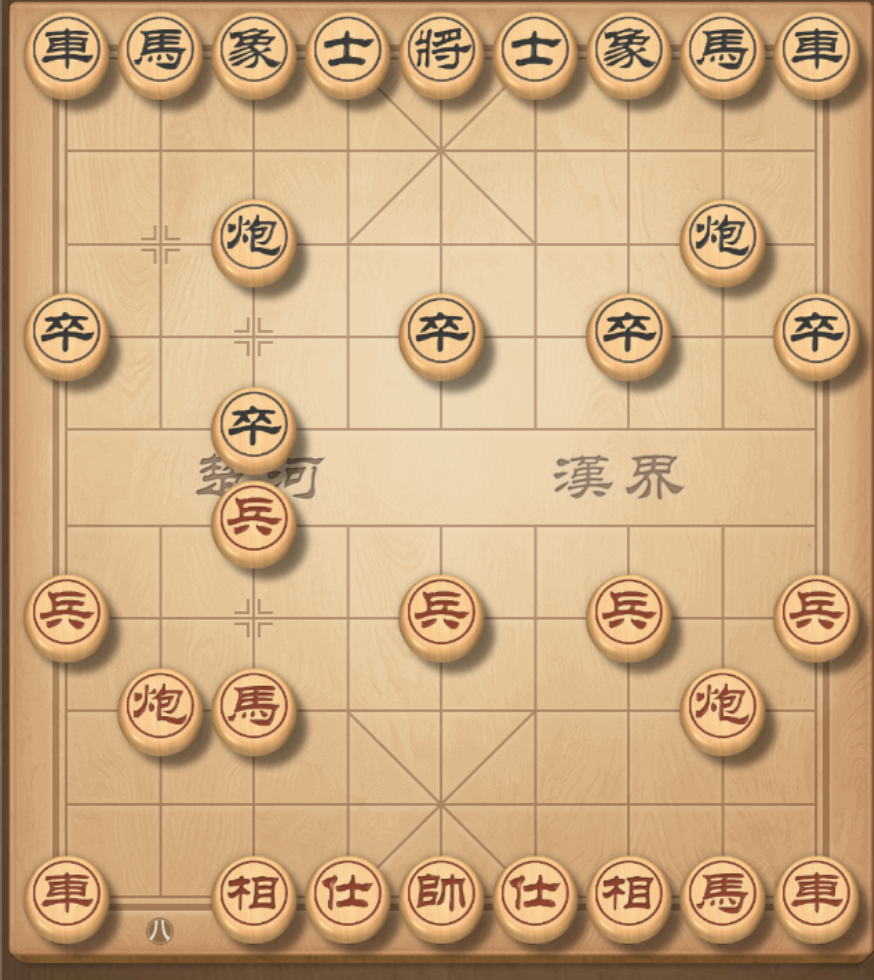 車馬象士將士象馬車
炮炮
卒卒卒卒
卒
楚河 漢界
兵
兵兵兵兵
炮馬炮
車相仕帥仕相馬車
八